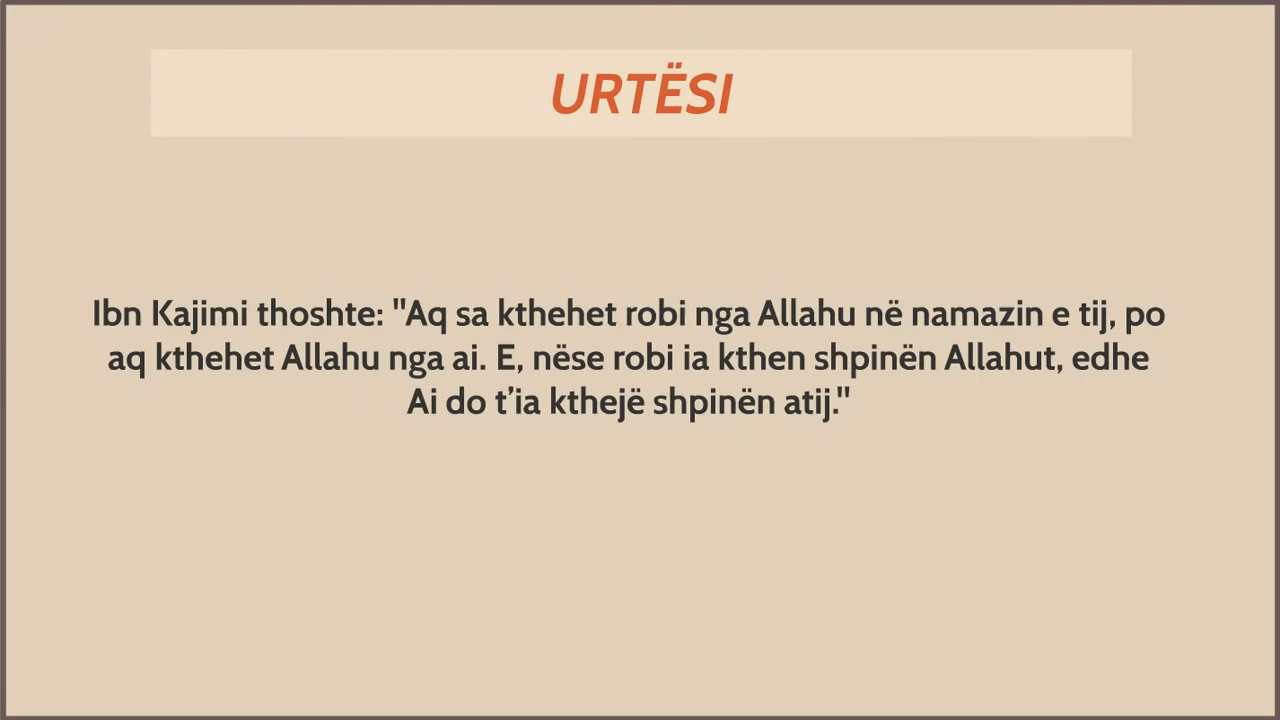 URTËSI
Ibn Kajimi thoshte: "Aq sa kthehet robi nga Allahu në namazin e tij, po
aq kthehet Allahu nga ai. E, nëse robi ia kthen shpinën Allahut, edhe
Ai do t’ia kthejë shpinën atij."